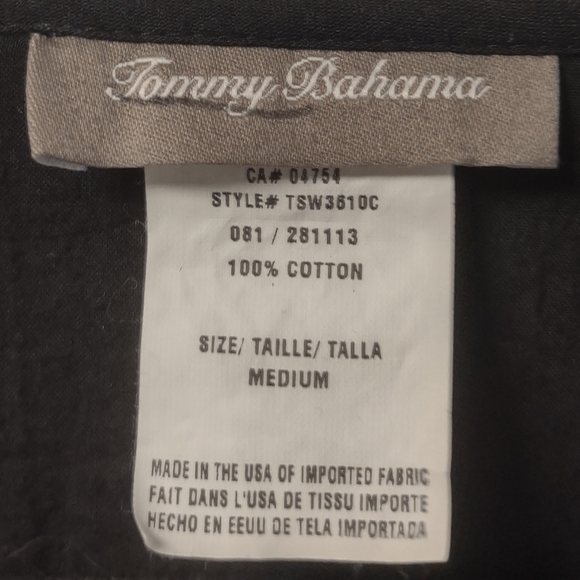 Tommy Bahama
CA# 04754
STYLE# TSW3610C
081 / 281113
100% COTTON
SIZE/ TAILLE/ TALLA
MEDIUM
MADE IN THE USA OF IMPORTED FABRIC
FAIT DANS L'USA DE TISSU IMPORTE
HECHO EN EEUU DE TELA IMPORTADA